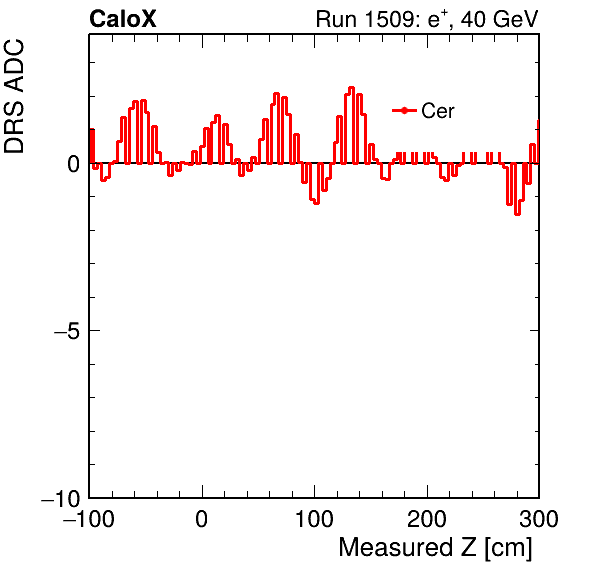 CaloX Run 1509: e⁺, 40 GeV
DRS ADC
Cer
0
−5
−10
−100 0 100 200 300
Measured Z [cm]